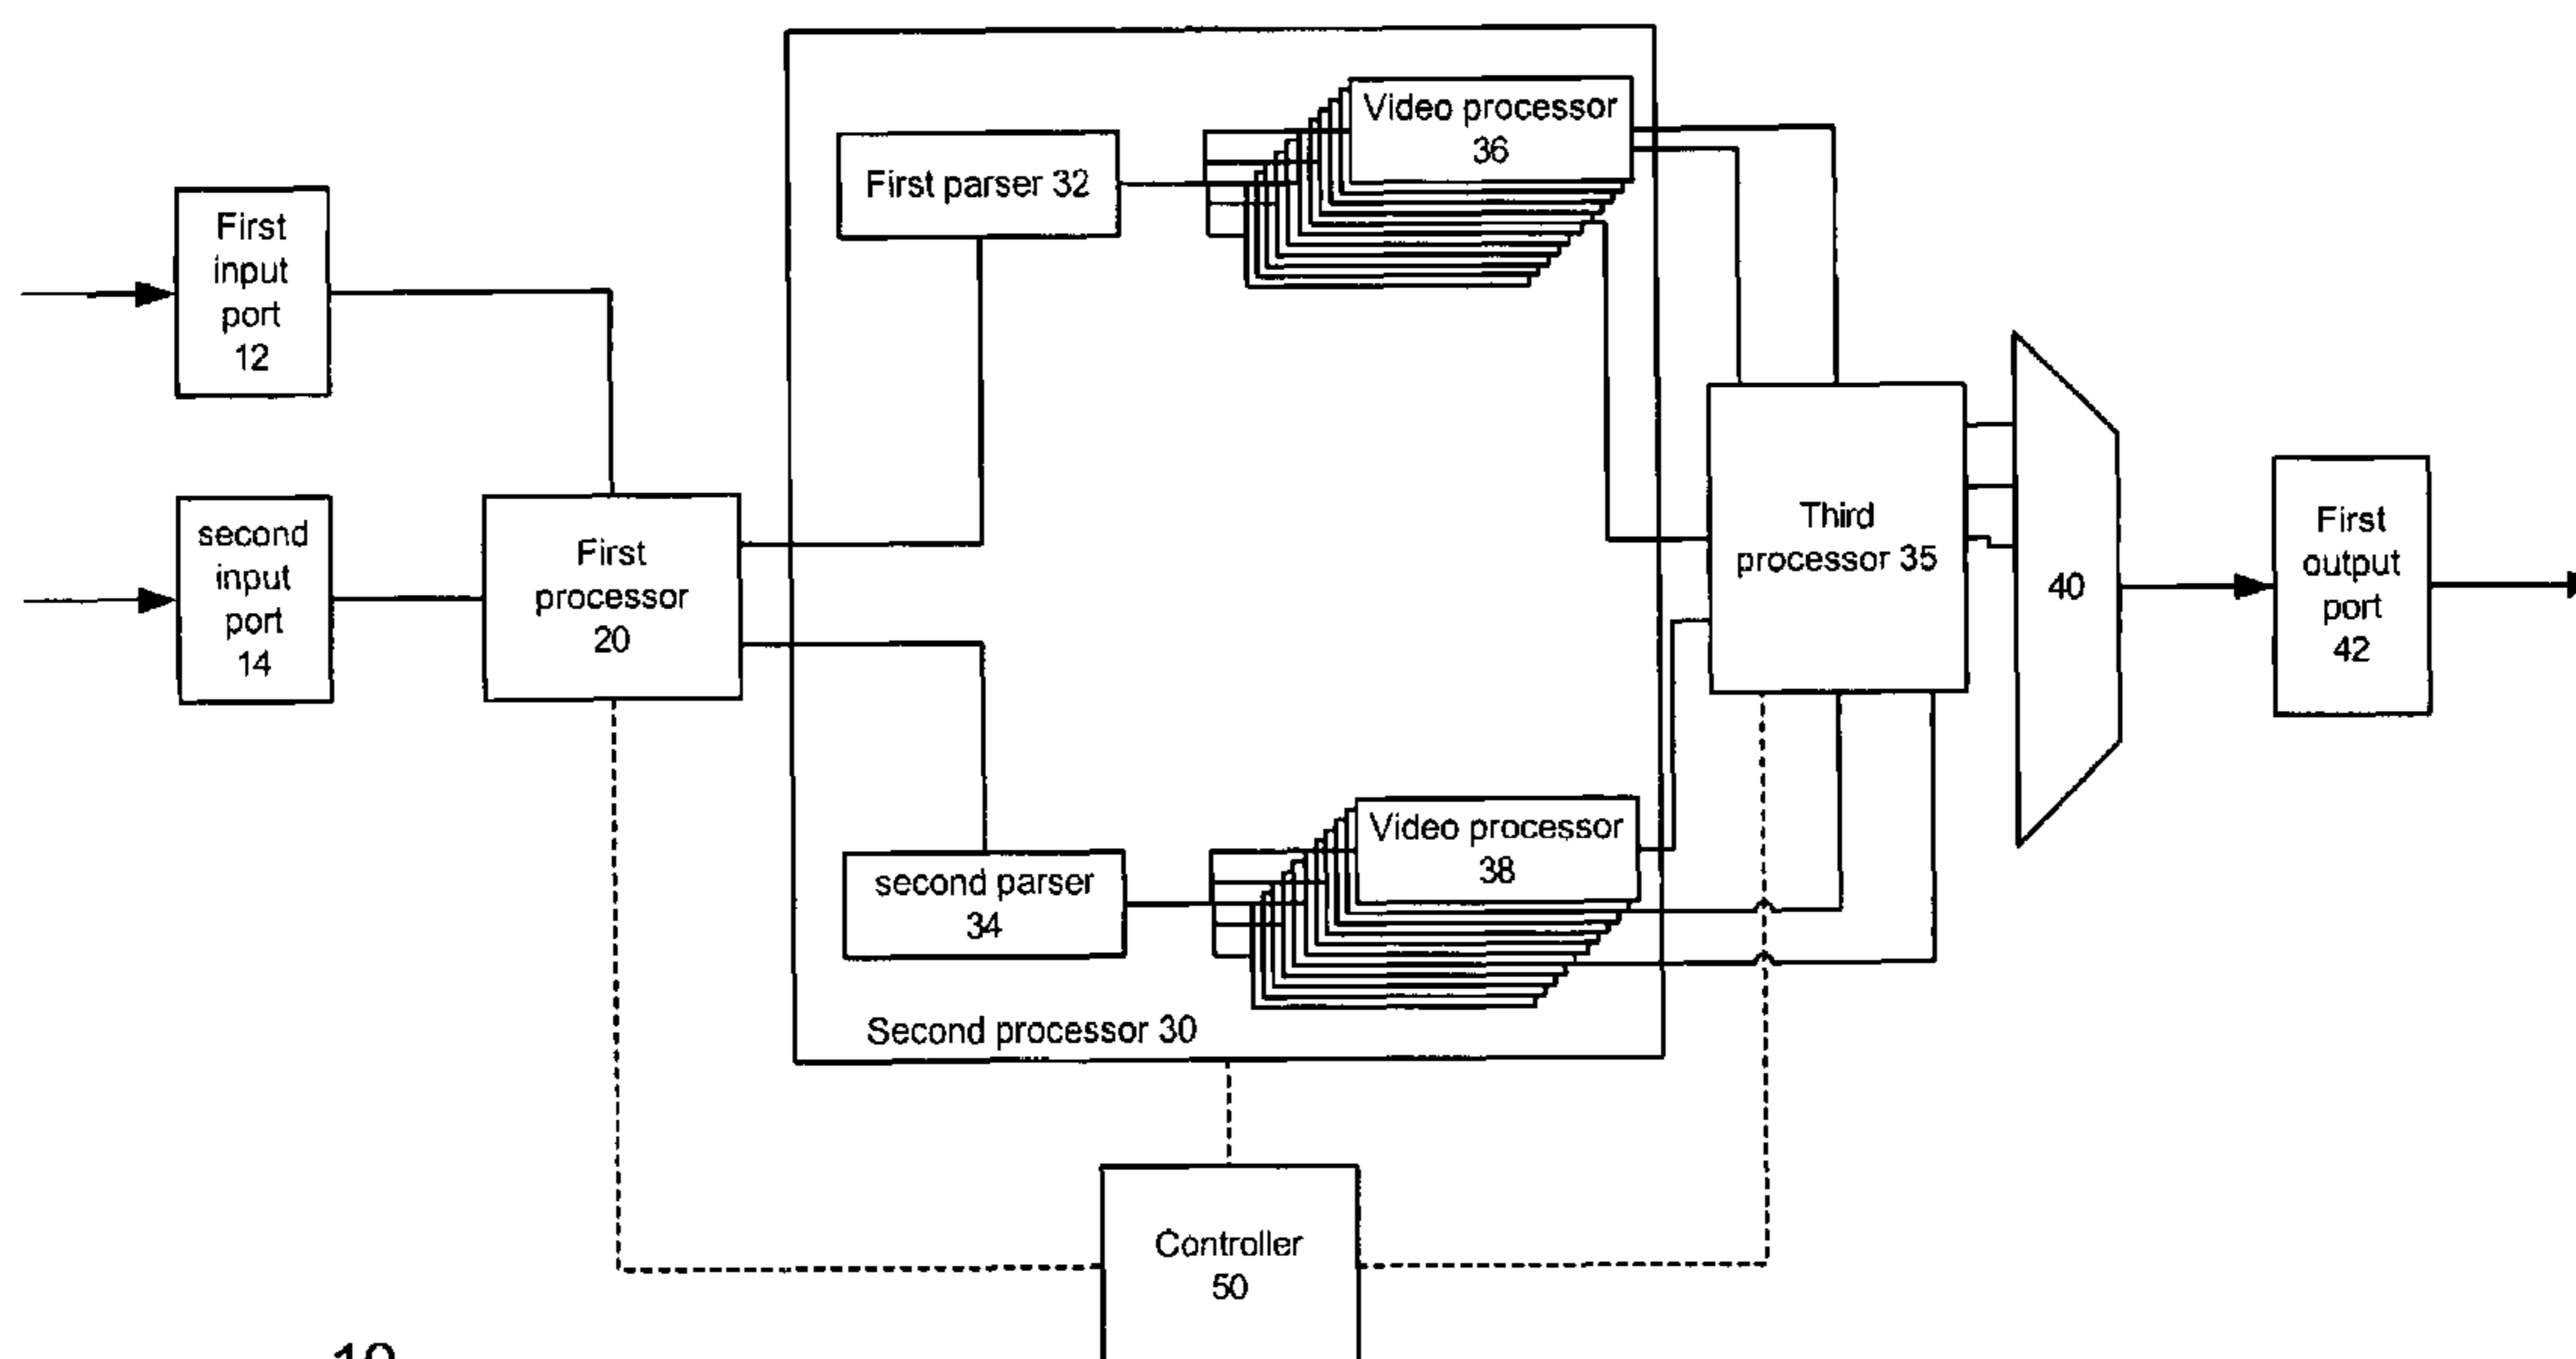 Video processor
36
First parser 32
First
input
port
12
second
input
port
14
First
processor
20
Third
processor 35
40
First
output
port
42
Video processor
38
second parser
34
Second processor 30
Controller
50